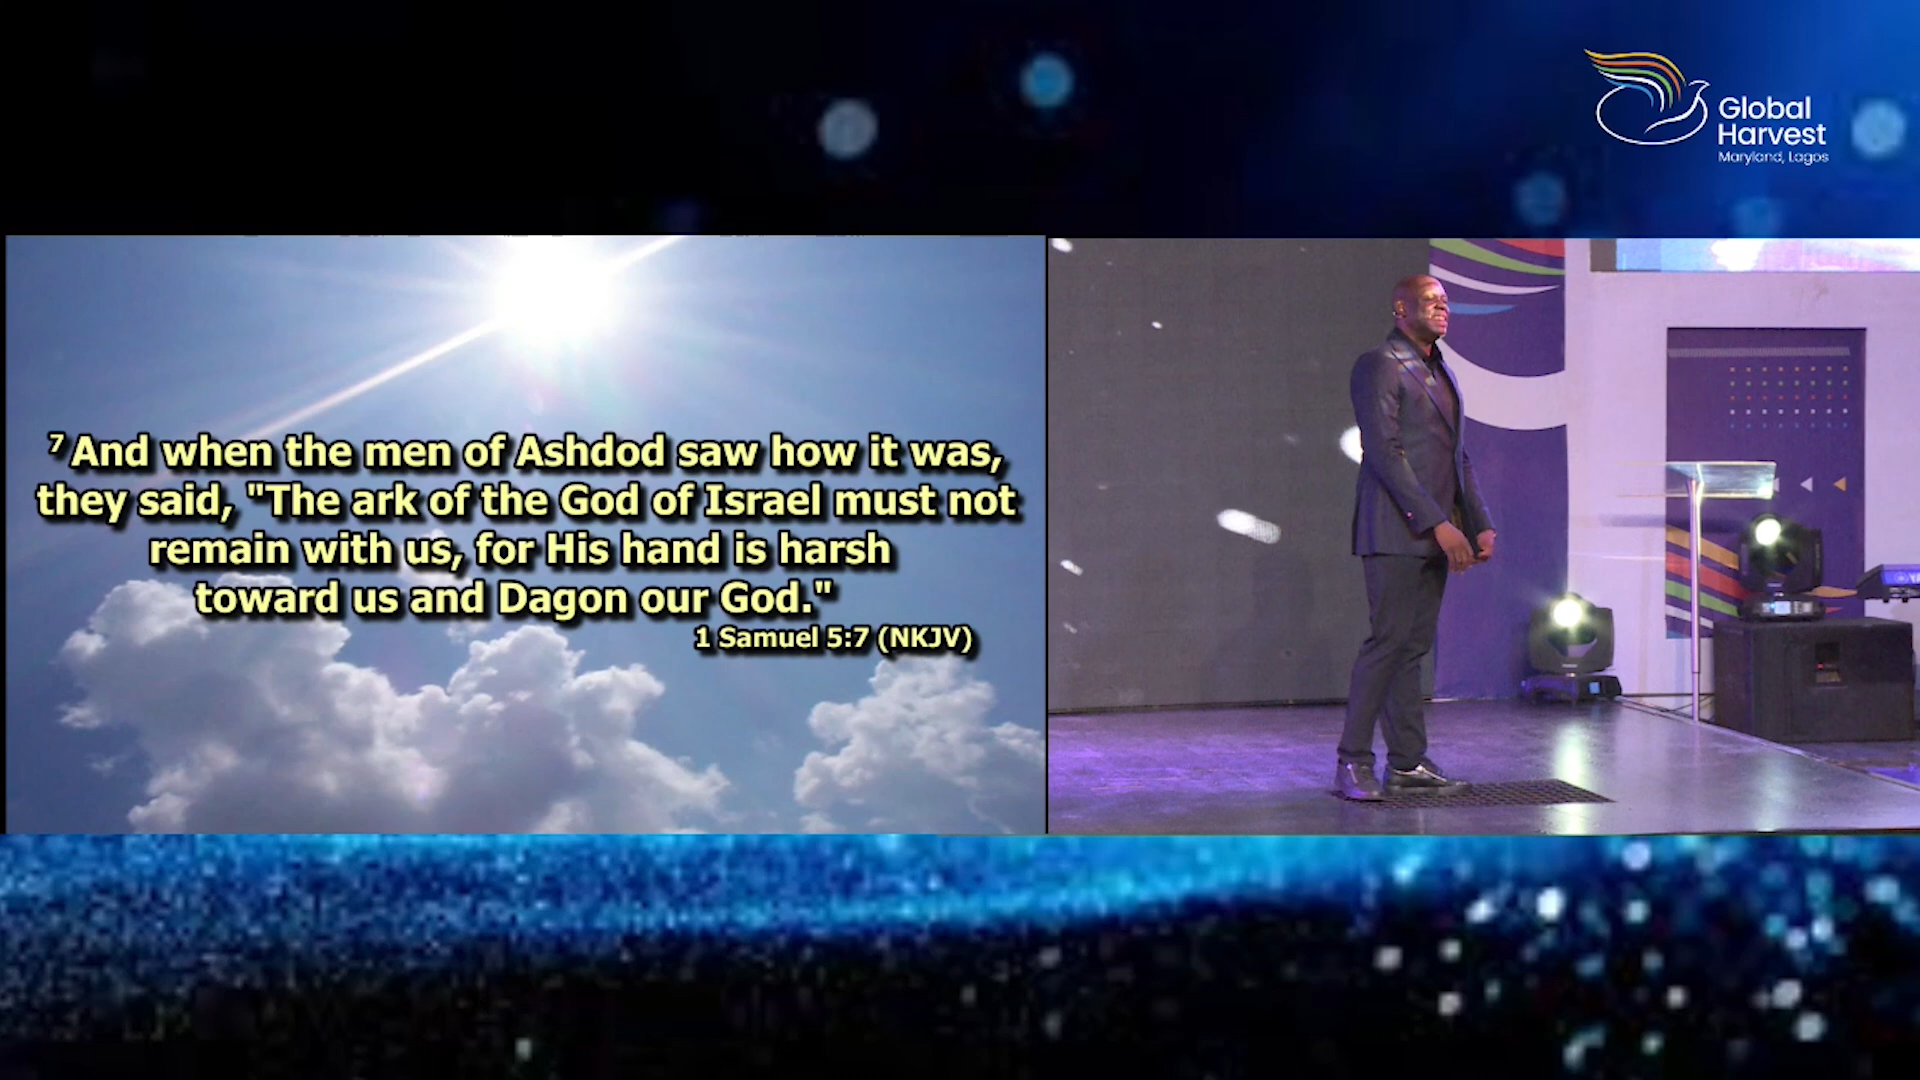 Global
Harvest
Maryland, Lagos
7 And when the men of Ashdod saw how it was,
they said, "The ark of the God of Israel must not
remain with us, for His hand is harsh
toward us and Dagon our God."
1 Samuel 5:7 (NKJV)